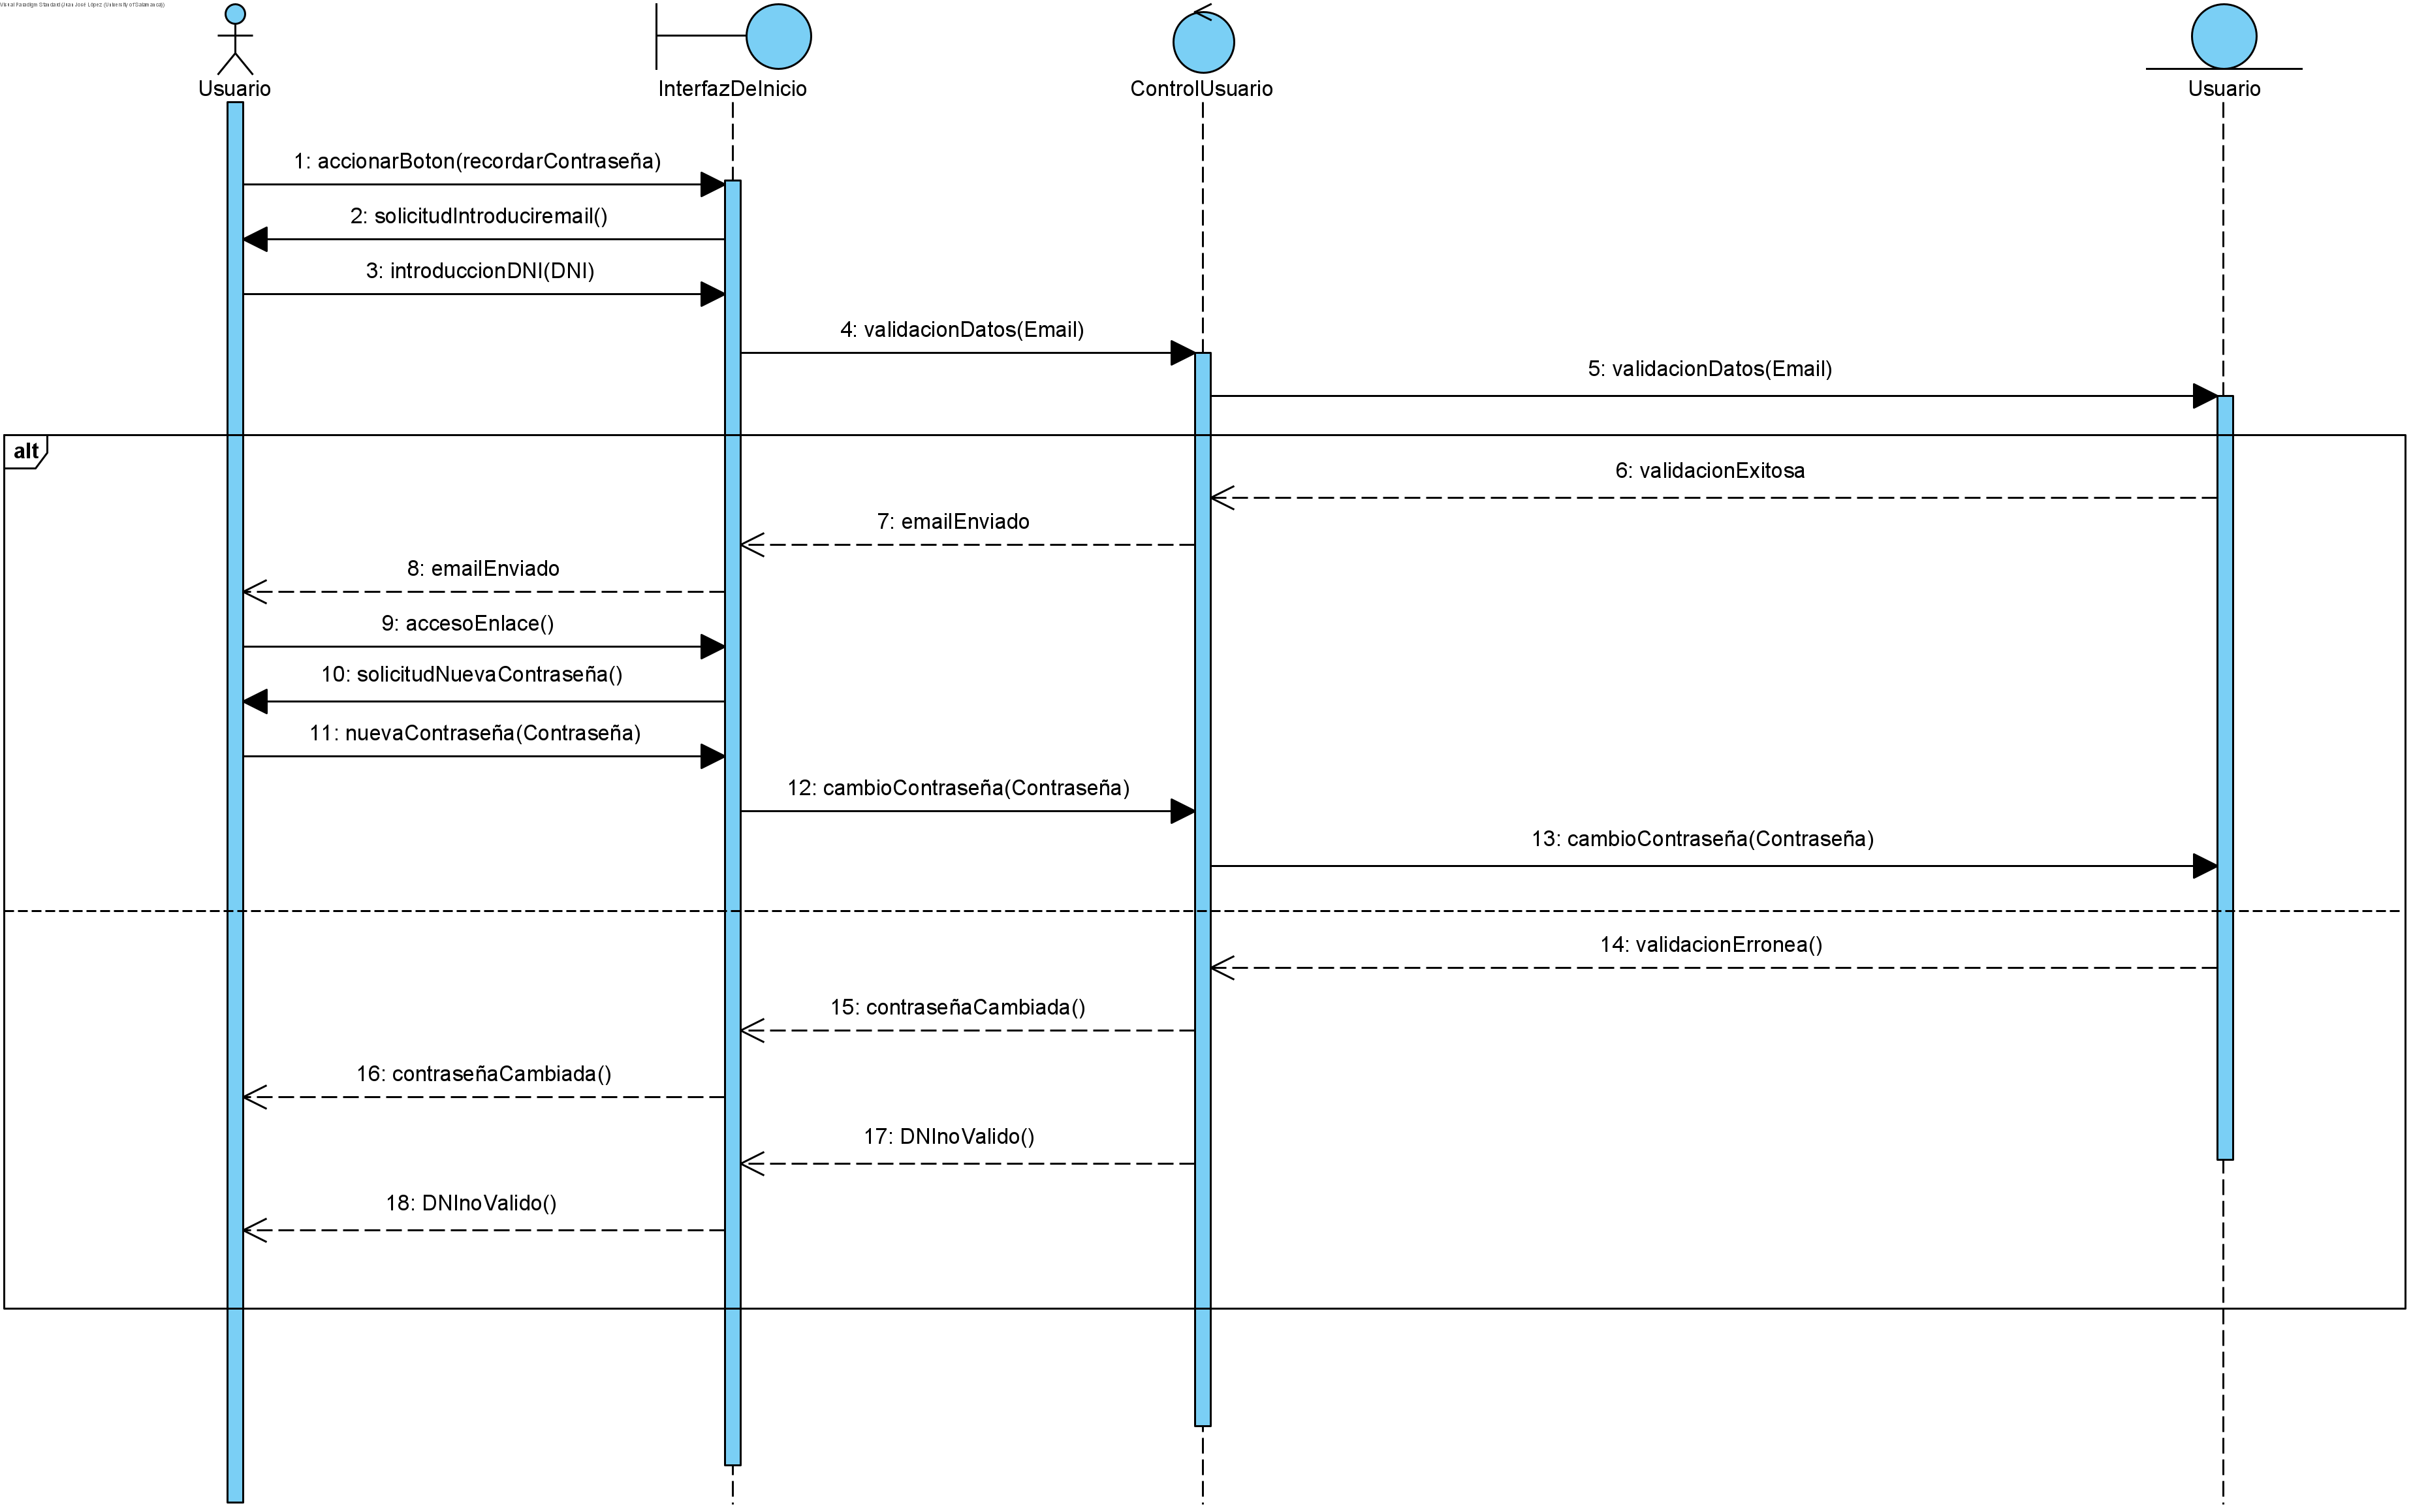 Visual Paradigm Standard(Juan José López (University of Salamanca))
Usuario
InterfazDeInicio
ControlUsuario
Usuario
1: accionarBoton(recordarContraseña)
2: solicitudIntroduciremail()
3: introduccionDNI(DNI)
4: validacionDatos(Email)
5: validacionDatos(Email)
alt
6: validacionExitosa
7: emailEnviado
8: emailEnviado
9: accesoEnlace()
10: solicitudNuevaContraseña()
11: nuevaContraseña(Contraseña)
12: cambioContraseña(Contraseña)
13: cambioContraseña(Contraseña)
14: validacionErronea()
15: contraseñaCambiada()
16: contraseñaCambiada()
17: DNInoValido()
18: DNInoValido()